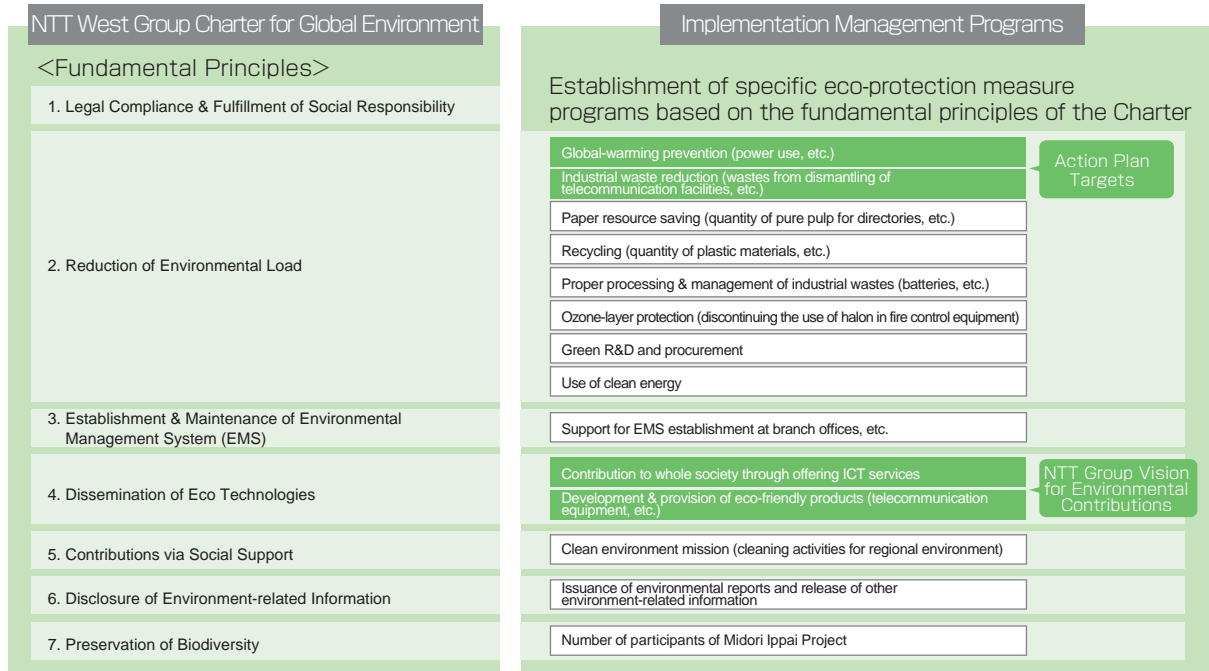 NTT West Group Charter for Global Environment
<Fundamental Principles>
1. Legal Compliance & Fulfillment of Social Responsibility
2. Reduction of Environmental Load
3. Establishment & Maintenance of Environmental
Management System (EMS)
4. Dissemination of Eco Technologies
5. Contributions via Social Support
6. Disclosure of Environment-related Information
7. Preservation of Biodiversity
Implementation Management Programs
Establishment of specific eco-protection measure
programs based on the fundamental principles of the Charter
Global-warming prevention (power use, etc.)
Industrial waste reduction (wastes from dismantling of
telecommunication facilities, etc.)
Action Plan
Targets
Paper resource saving (quantity of pure pulp for directories, etc.)
Recycling (quantity of plastic materials, etc.)
Proper processing & management of industrial wastes (batteries, etc.)
Ozone-layer protection (discontinuing the use of halon in fire control equipment)
Green R&D and procurement
Use of clean energy
Support for EMS establishment at branch offices, etc.
Contribution to whole society through offering ICT services
Development & provision of eco-friendly products (telecommunication
equipment, etc.)
NTT Group Vision
for Environmental
Contributions
Clean environment mission (cleaning activities for regional environment)
Issuance of environmental reports and release of other
environment-related information
Number of participants of Midori Ippai Project